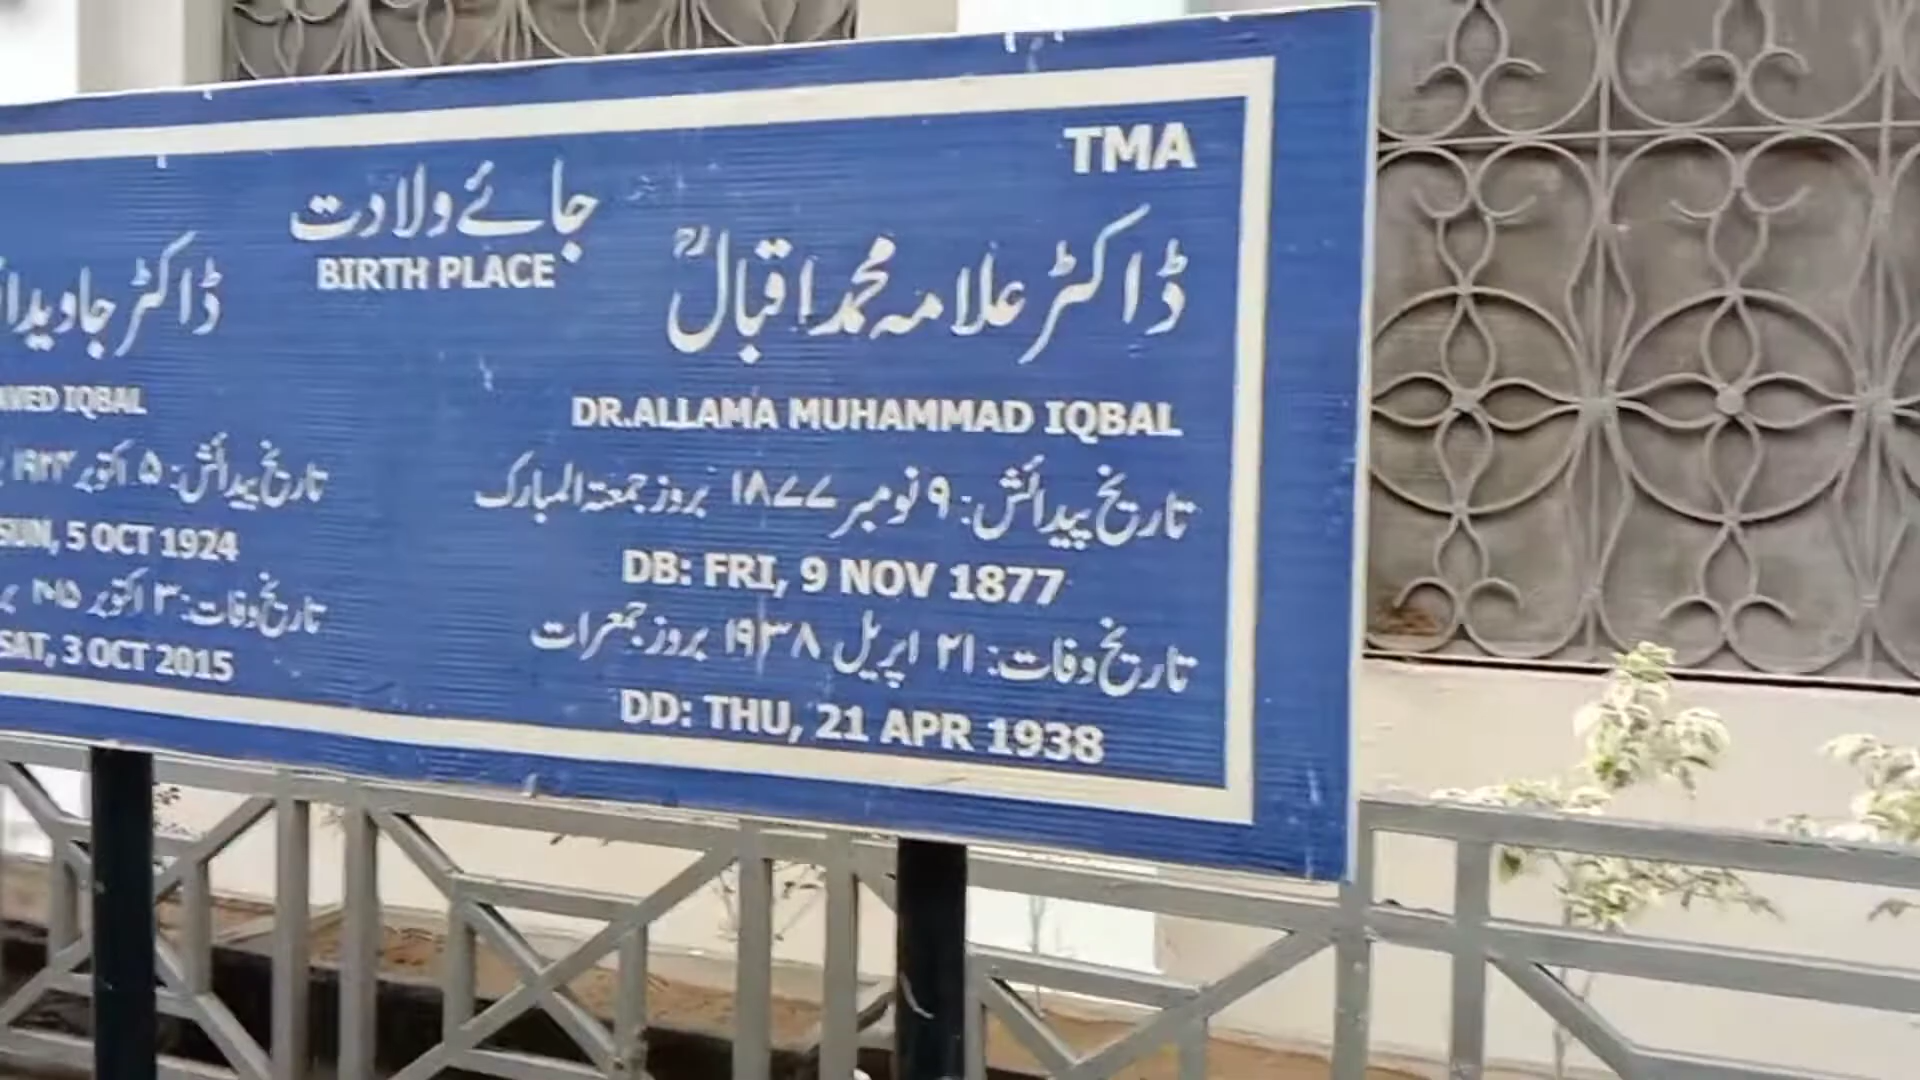 TMA
جائے ولادت
BIRTH PLACE
ڈاکٹر علامہ محمد اقبالؒ
DR.ALLAMA MUHAMMAD IQBAL
تاریخ پیدائش: ۹ نومبر ۱۸۷۷ بروز جمعتہ المبارک
DB: FRI, 9 NOV 1877
تاریخ وفات: ۲۱ اپریل ۱۹۳۸ بروز جمعرات
DD: THU, 21 APR 1938
ڈاکٹر جاوید
IQBAL
تاریخ پیدائش: ۵ اکتوبر
SUN, 5 OCT 1924
تاریخ وفات: ۳ اکتوبر ۲۰۱۵
SAT, 3 OCT 2015